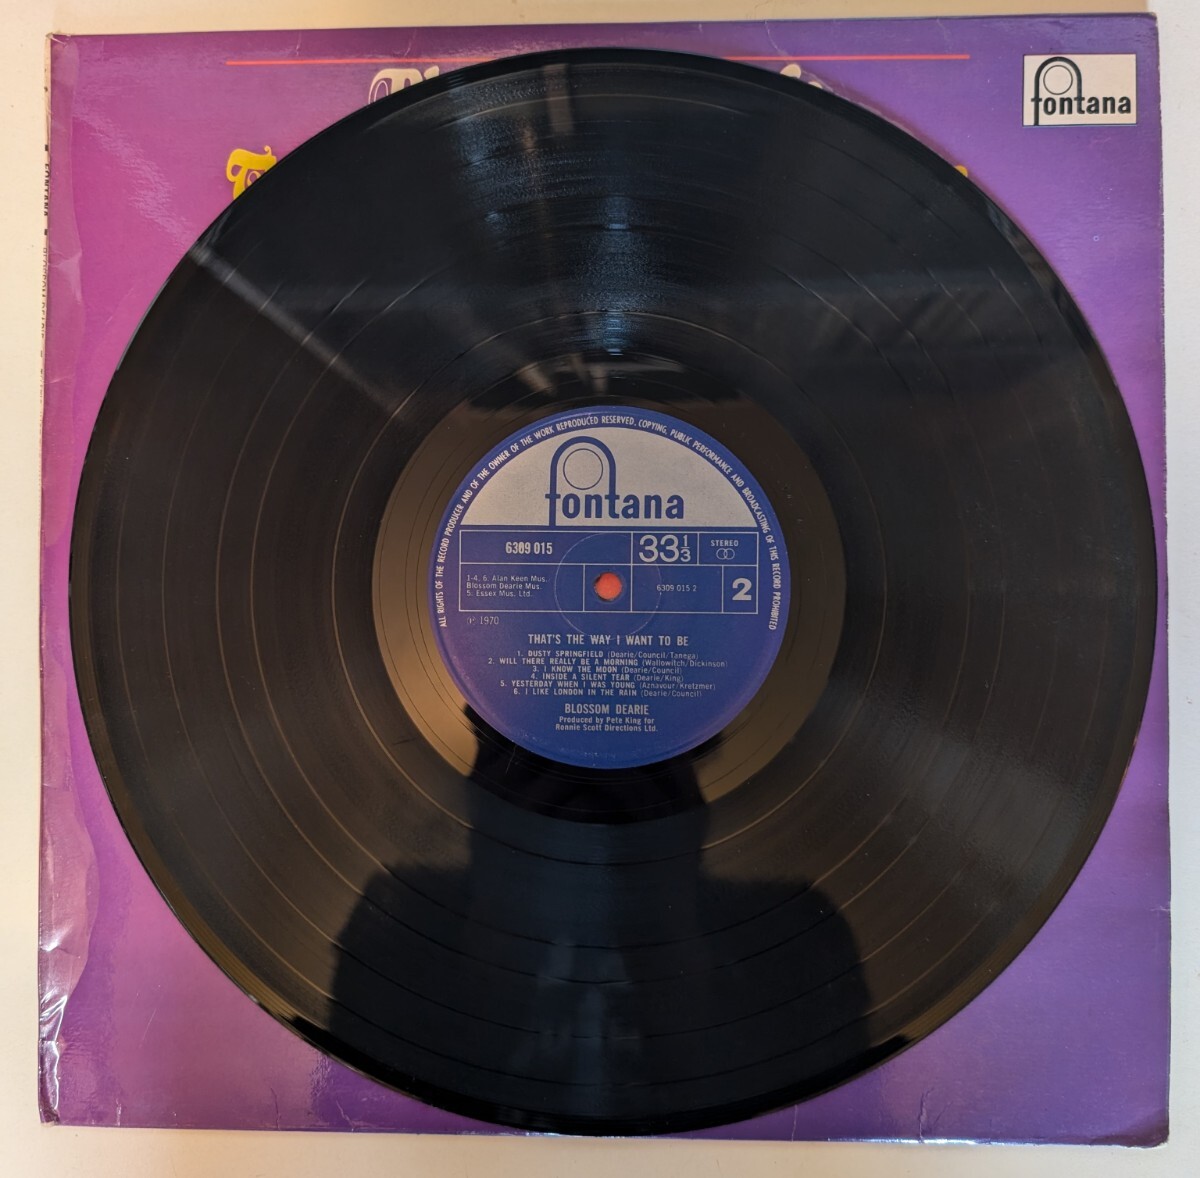 fontana
FONTANA
ALL RIGHTS OF THE RECORD PRODUCER AND OF THE OWNER OF THE WORK REPRODUCED RESERVED. COPYING, PUBLIC PERFORMANCE AND BROADCASTING OF THIS RECORD PROHIBITED
fontana
6309 015
33 1/3
STEREO
1-4, 6: Alan Keen Mus.
Blossom Dearie Mus.
5: Essex Mus. Ltd.
6309 015 2
2
℗ 1970
THAT'S THE WAY I WANT TO BE
1. DUSTY SPRINGFIELD (Dearie/Council/Tanega)
2. WILL THERE REALLY BE A MORNING (Wollowitch/Dickinson)
3. I KNOW THE MOON (Dearie/Council)
4. INSIDE A SILENT TEAR (Dearie/King)
5. YESTERDAY WHEN I WAS YOUNG (Aznavour/Kretzmer)
6. I LIKE LONDON IN THE RAIN (Dearie/Council)
BLOSSOM DEARIE
Produced by Pete King for
Ronnie Scott Directions Ltd.